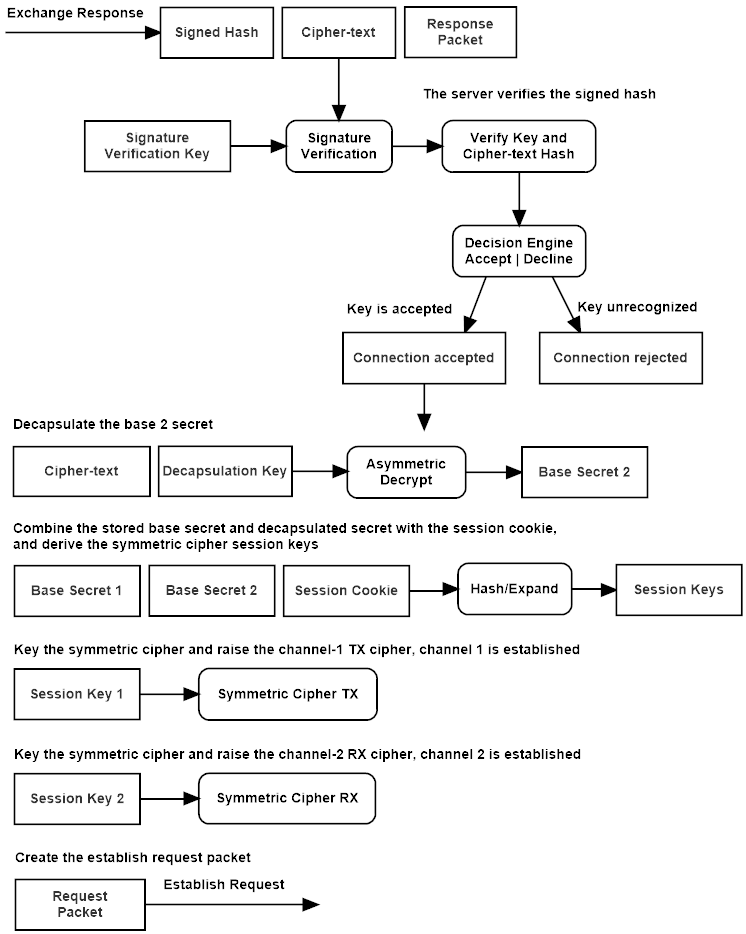 Exchange Response
Signed Hash
Cipher-text
Response
Packet
The server verifies the signed hash
Signature
Verification Key
Signature
Verification
Verify Key and
Cipher-text Hash
Decision Engine
Accept | Decline
Key is accepted
Key unrecognized
Connection accepted
Connection rejected
Decapsulate the base 2 secret
Cipher-text
Decapsulation Key
Asymmetric
Decrypt
Base Secret 2
Combine the stored base secret and decapsulated secret with the session cookie,
and derive the symmetric cipher session keys
Base Secret 1
Base Secret 2
Session Cookie
Hash/Expand
Session Keys
Key the symmetric cipher and raise the channel-1 TX cipher, channel 1 is established
Session Key 1
Symmetric Cipher TX
Key the symmetric cipher and raise the channel-2 RX cipher, channel 2 is established
Session Key 2
Symmetric Cipher RX
Create the establish request packet
Request
Packet
Establish Request